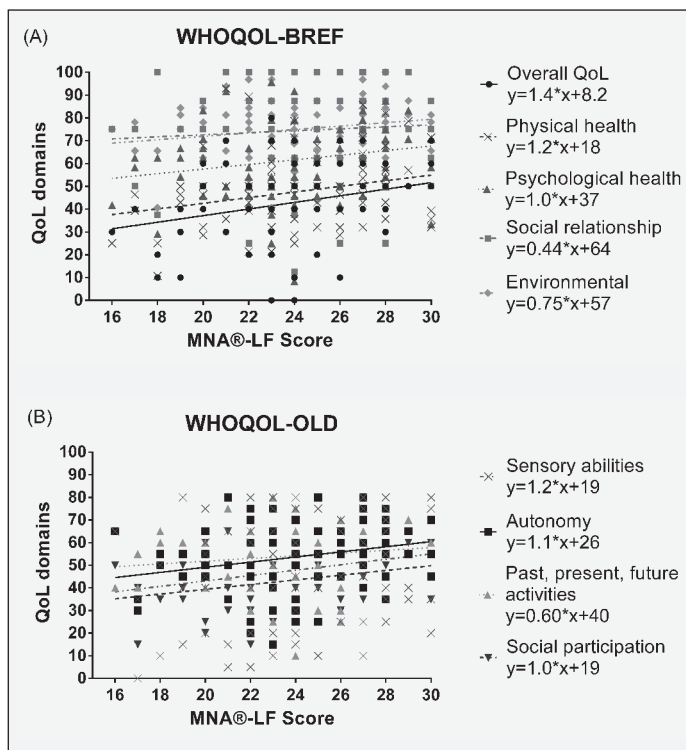 (A)
WHOQOL-BREF
QoL domains
100
90
80
70
60
50
40
30
20
10
0
16 18 20 22 24 26 28 30
MNA®-LF Score
Overall QoL
y=1.4*x+8.2
Physical health
y=1.2*x+18
Psychological health
y=1.0*x+37
Social relationship
y=0.44*x+64
Environmental
y=0.75*x+57
(B)
WHOQOL-OLD
QoL domains
100
90
80
70
60
50
40
30
20
10
0
16 18 20 22 24 26 28 30
MNA®-LF Score
Sensory abilities
y=1.2*x+19
Autonomy
y=1.1*x+26
Past, present, future
activities
y=0.60*x+40
Social participation
y=1.0*x+19